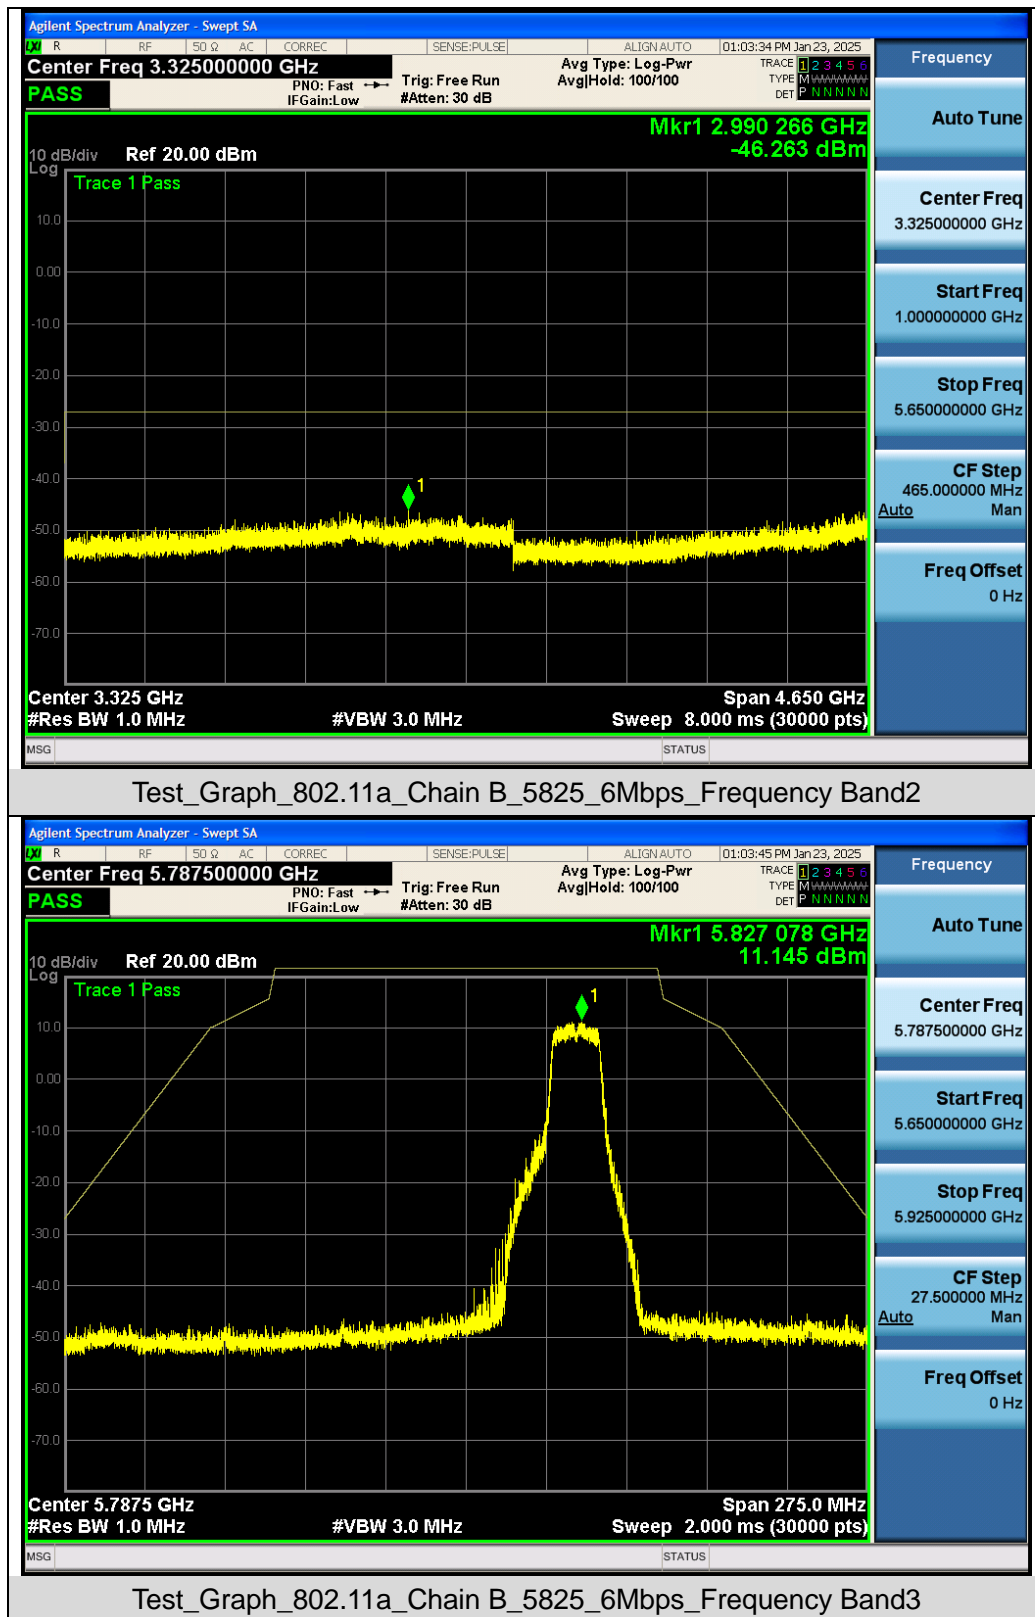 Agilent Spectrum Analyzer - Swept SA
LXI R RF 50 Ω AC CORREC SENSE:PULSE ALIGN AUTO 01:03:34 PM Jan 23, 2025
Center Freq 3.325000000 GHz
PASS
PNO: Fast
IFGain:Low
Trig: Free Run
#Atten: 30 dB
Avg Type: Log-Pwr
Avg|Hold: 100/100
TRACE 1 2 3 4 5 6
TYPE M WWWWW
DET P N N N N N
Frequency
Mkr1 2.990 266 GHz
-46.263 dBm
10 dB/div
Log
Ref 20.00 dBm
Trace 1 Pass
10.0
0.00
-10.0
-20.0
-30.0
-40.0
1
-50.0
-60.0
-70.0
Center 3.325 GHz
Span 4.650 GHz
#Res BW 1.0 MHz
#VBW 3.0 MHz
Sweep 8.000 ms (30000 pts)
MSG
STATUS
Auto Tune
Center Freq
3.325000000 GHz
Start Freq
1.000000000 GHz
Stop Freq
5.650000000 GHz
CF Step
465.000000 MHz
Auto Man
Freq Offset
0 Hz
Test_Graph_802.11a_Chain B_5825_6Mbps_Frequency Band2
Agilent Spectrum Analyzer - Swept SA
LXI R RF 50 Ω AC CORREC SENSE:PULSE ALIGN AUTO 01:03:45 PM Jan 23, 2025
Center Freq 5.787500000 GHz
PASS
PNO: Fast
IFGain:Low
Trig: Free Run
#Atten: 30 dB
Avg Type: Log-Pwr
Avg|Hold: 100/100
TRACE 1 2 3 4 5 6
TYPE M WWWWW
DET P N N N N N
Frequency
Mkr1 5.827 078 GHz
11.145 dBm
10 dB/div
Log
Ref 20.00 dBm
Trace 1 Pass
1
10.0
0.00
-10.0
-20.0
-30.0
-40.0
-50.0
-60.0
-70.0
Center 5.7875 GHz
Span 275.0 MHz
#Res BW 1.0 MHz
#VBW 3.0 MHz
Sweep 2.000 ms (30000 pts)
MSG
STATUS
Auto Tune
Center Freq
5.787500000 GHz
Start Freq
5.650000000 GHz
Stop Freq
5.925000000 GHz
CF Step
27.500000 MHz
Auto Man
Freq Offset
0 Hz
Test_Graph_802.11a_Chain B_5825_6Mbps_Frequency Band3